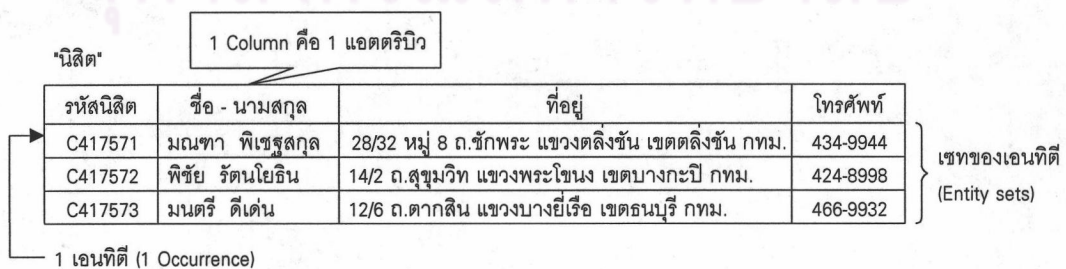 1 Column คือ 1 แอตตริบิว
"นิสิต"
รหัสนิสิต ชื่อ - นามสกุล ที่อยู่ โทรศัพท์
C417571 มณฑา พิเชฐสกุล 28/32 หมู่ 8 ถ.ชักพระ แขวงตลิ่งชัน เขตตลิ่งชัน กทม. 434-9944
C417572 พิชัย รัตนโยธิน 14/2 ถ.สุขุมวิท แขวงพระโขนง เขตบางกะปิ กทม. 424-8998
C417573 มนตรี ดีเด่น 12/6 ถ.ตากสิน แขวงบางยี่เรือ เขตธนบุรี กทม. 466-9932
เซทของเอนทิตี
(Entity sets)
1 เอนทิตี (1 Occurrence)